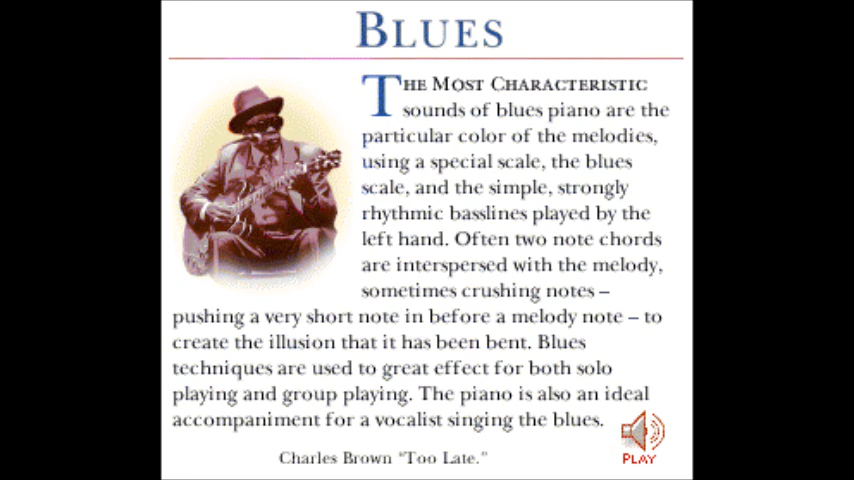 BLUES
THE MOST CHARACTERISTIC
sounds of blues piano are the
particular color of the melodies,
using a special scale, the blues
scale, and the simple, strongly
rhythmic basslines played by the
left hand. Often two note chords
are interspersed with the melody,
sometimes crushing notes –
pushing a very short note in before a melody note – to
create the illusion that it has been bent. Blues
techniques are used to great effect for both solo
playing and group playing. The piano is also an ideal
accompaniment for a vocalist singing the blues.
PLAY
Charles Brown "Too Late."